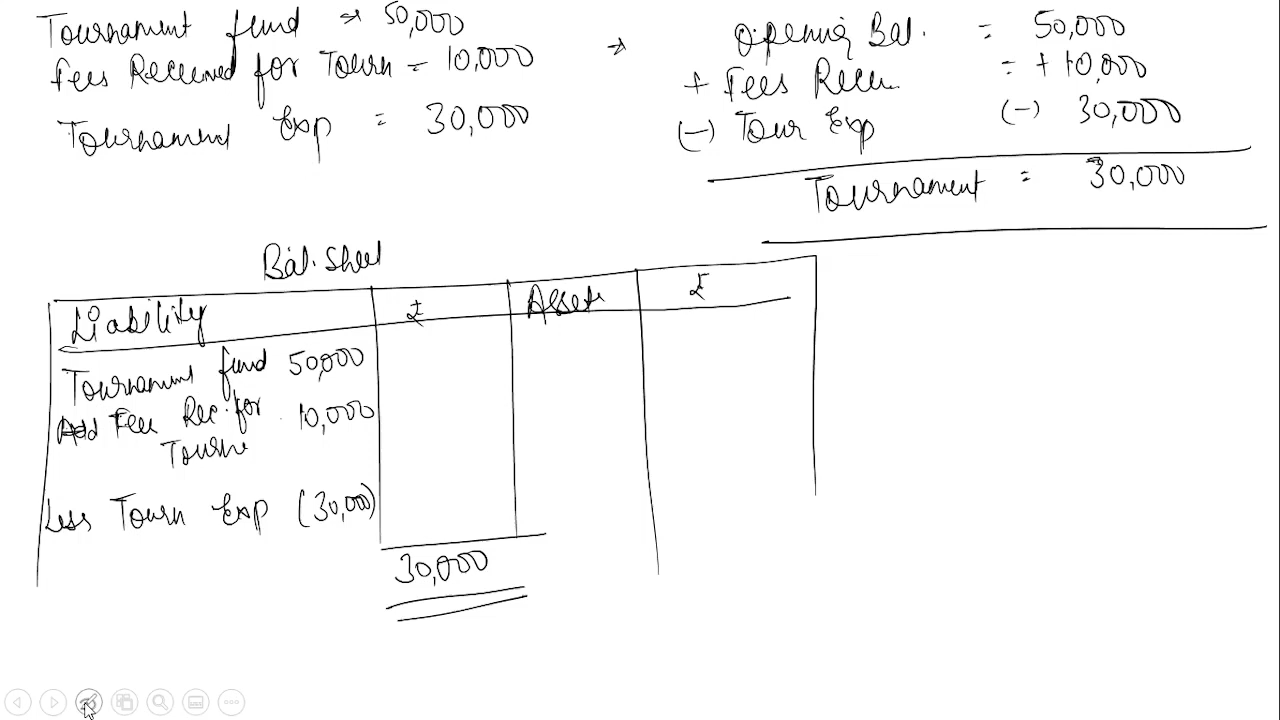 Tournament fund ⇒ 50,000
Fees Received for Tourn = 10,000
Tournament Exp = 30,000
→
Opening Bal. = 50,000
+ Fees Recei = +10,000
(-) Tour Exp (-) 30,000
Tournament = 30,000
Bal. Sheet
Liability ₤ Assets ₤
Tournament fund 50,000
Add Fee Rec. for 10,000
Tourn
Less Tourn Exp (30,000)
30,000